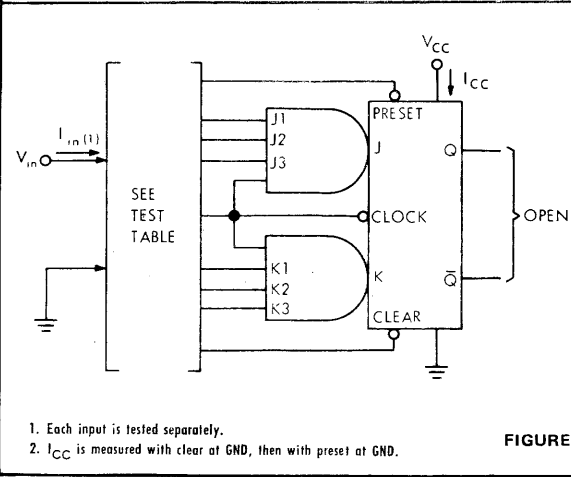 V_CC
I_CC
PRESET
J1
J2
J3
J
Q
I_in (1)
V_in
SEE
TEST
TABLE
CLOCK
OPEN
K1
K2
K3
K
Q̅
CLEAR
1. Each input is tested separately.
2. I_CC is measured with clear at GND, then with preset at GND.
FIGURE